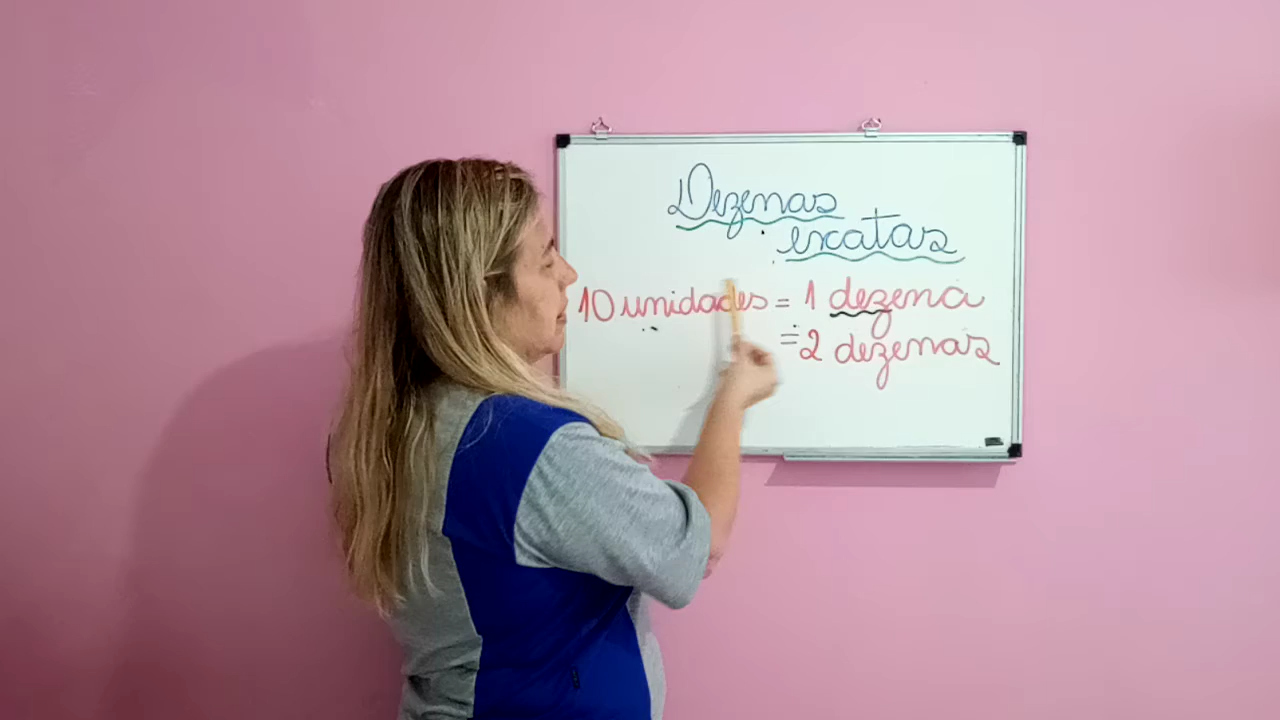 Dezenas
exatas
10 unidades = 1 dezena
= 2 dezenas